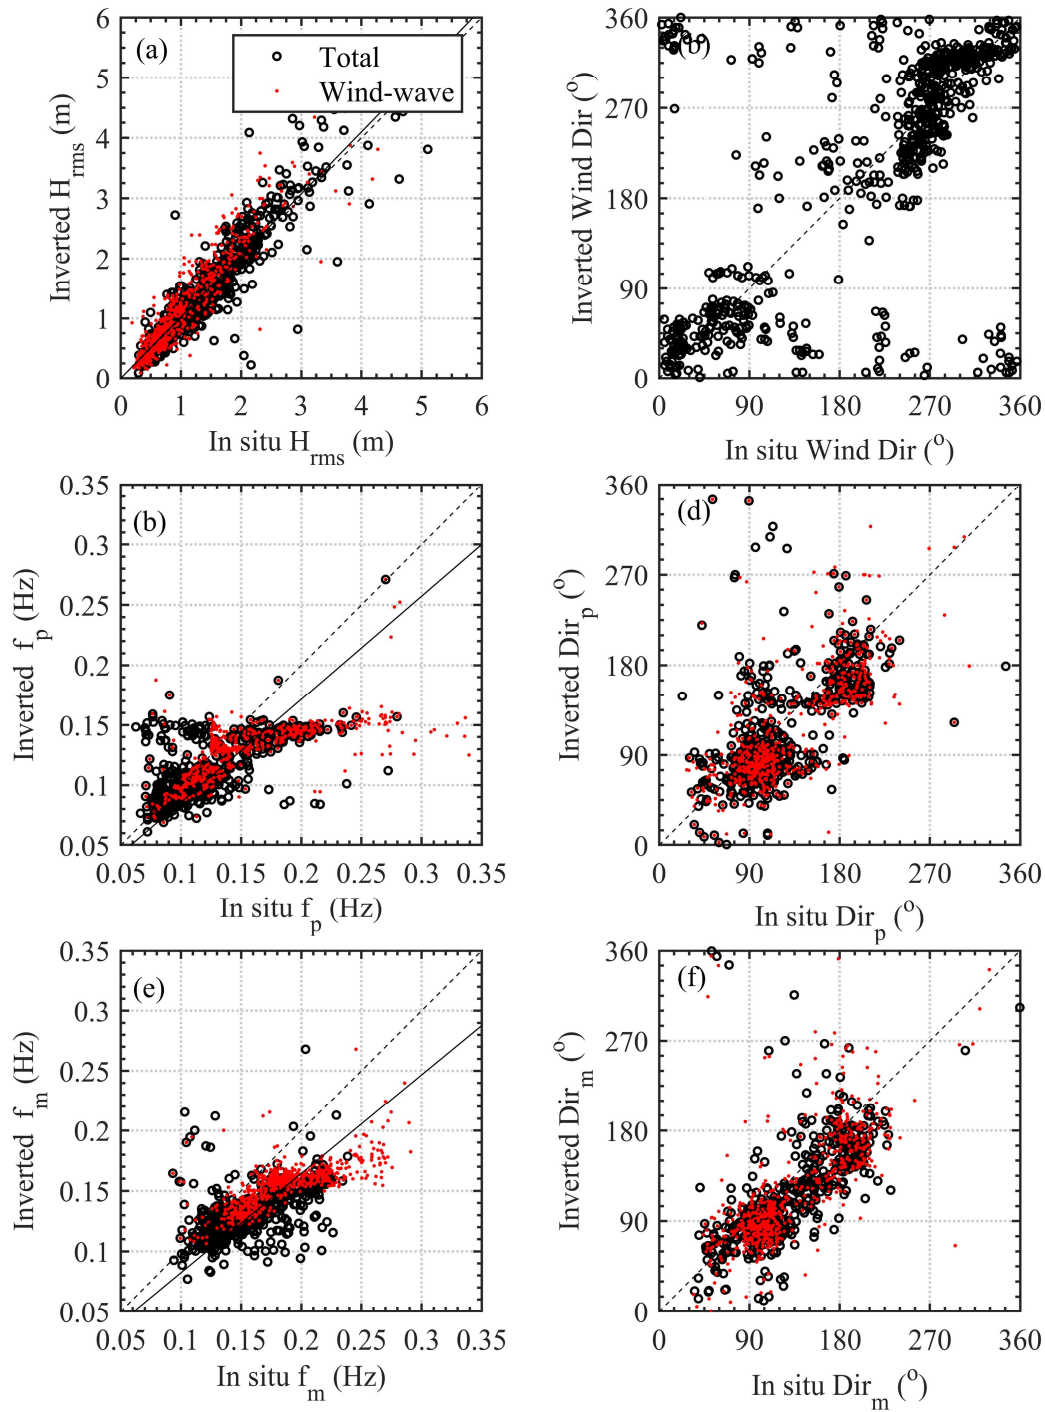 (a)
Total
Wind-wave
6
5
4
3
2
1
0
0 1 2 3 4 5 6
Inverted H_rms (m)
In situ H_rms (m)
(b)
360
270
180
90
0
0 90 180 270 360
Inverted Wind Dir (°)
In situ Wind Dir (°)
(b)
0.35
0.3
0.25
0.2
0.15
0.1
0.05
0.05 0.1 0.15 0.2 0.25 0.3 0.35
Inverted f_p (Hz)
In situ f_p (Hz)
(d)
360
270
180
90
0
0 90 180 270 360
Inverted Dir_p (°)
In situ Dir_p (°)
(e)
0.35
0.3
0.25
0.2
0.15
0.1
0.05
0.05 0.1 0.15 0.2 0.25 0.3 0.35
Inverted f_m (Hz)
In situ f_m (Hz)
(f)
360
270
180
90
0
0 90 180 270 360
Inverted Dir_m (°)
In situ Dir_m (°)